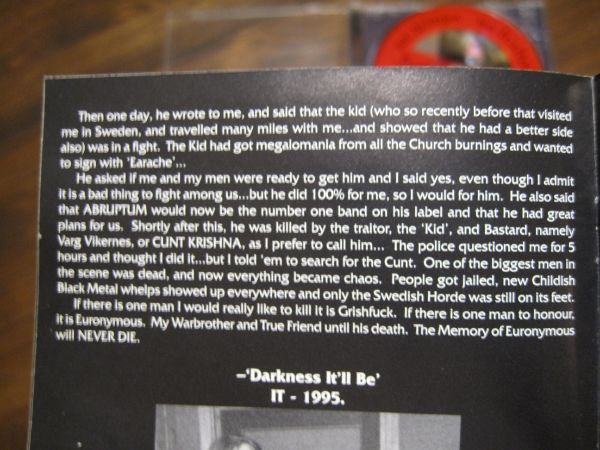 Then one day, he wrote to me, and said that the kid (who so recently before that visited
me in Sweden, and travelled many miles with me...and showed that he had a better side
also) was in a fight. The Kid had got megalomania from all the Church burnings and wanted
to sign with 'Earache'...
He asked if me and my men were ready to get him and I said yes, even though I admit
it is a bad thing to fight among us...but he did 100% for me, so I would for him. He also said
that ABRUPTUM would now be the number one band on his label and that he had great
plans for us. Shortly after this, he was killed by the traitor, the 'Kid', and Bastard, namely
Varg Vikernes, or CUNT KRISHNA, as I prefer to call him... The police questioned me for 5
hours and thought I did it...but I told 'em to search for the Cunt. One of the biggest men in
the scene was dead, and now everything became chaos. People got jailed, new Childish
Black Metal whelps showed up everywhere and only the Swedish Horde was still on its feet.
If there is one man I would really like to kill it is Grishfuck. If there is one man to honour,
it is Euronymous. My Warbrother and True Friend until his death. The Memory of Euronymous
will NEVER DIE.
–'Darkness It'll Be'
IT - 1995.